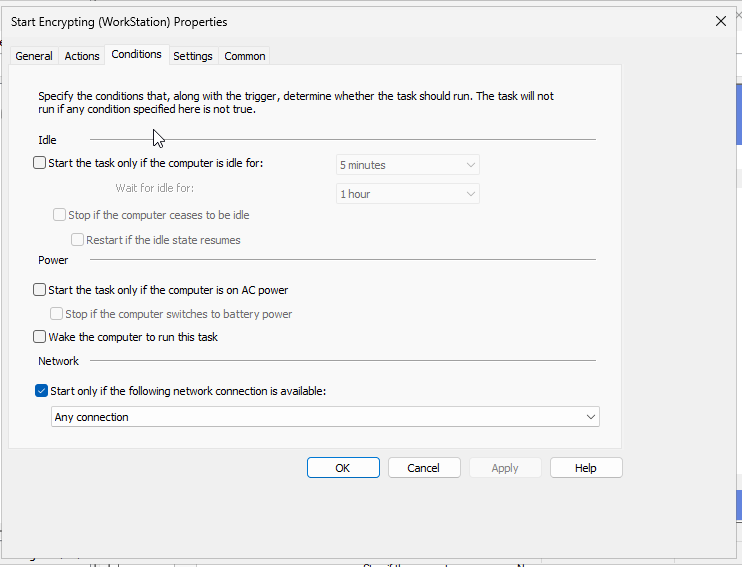 Start Encrypting (WorkStation) Properties
General Actions Conditions Settings Common
Specify the conditions that, along with the trigger, determine whether the task should run. The task will not
run if any condition specified here is not true.
Idle
Start the task only if the computer is idle for: 5 minutes
Wait for idle for: 1 hour
Stop if the computer ceases to be idle
Restart if the idle state resumes
Power
Start the task only if the computer is on AC power
Stop if the computer switches to battery power
Wake the computer to run this task
Network
Start only if the following network connection is available:
Any connection
OK Cancel Apply Help